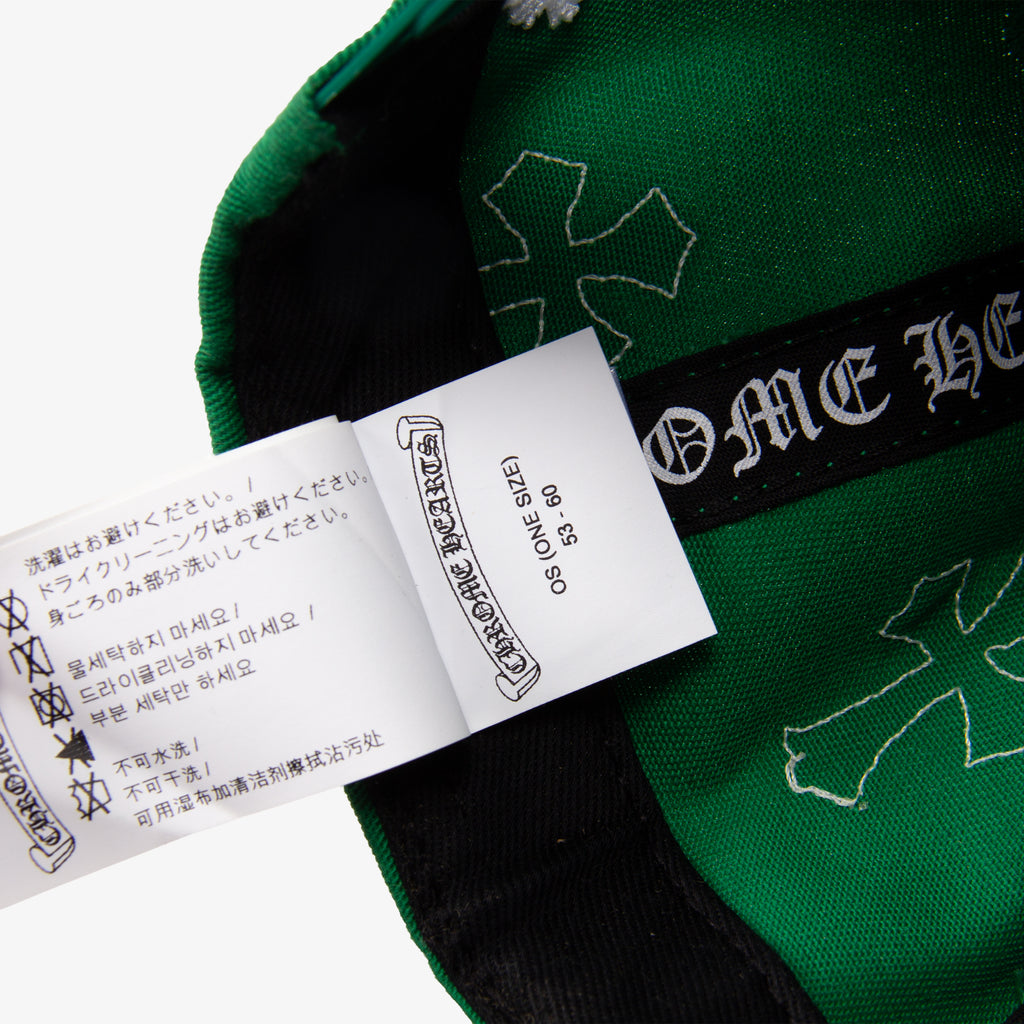 洗濯はお避けください。/
ドライクリーニングはお避けください。
身ごろのみ部分洗いしてください。
물세탁하지 마세요 /
드라이클리닝하지 마세요 /
부분 세탁만 하세요
不可水洗 /
不可干洗 /
可用湿布加清洁剂擦拭沾污处
CHROME HEARTS
OS (ONE SIZE)
53 - 60
OME HE
CHROME